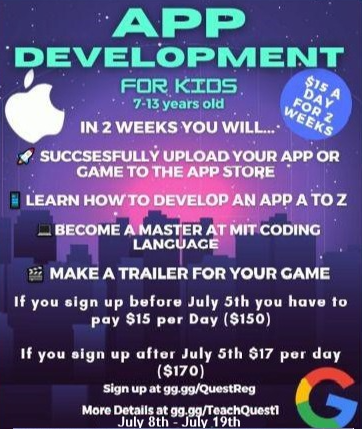 APP
DEVELOPMENT
FOR KIDS
7-13 years old
$15 A
DAY
FOR 2
WEEKS
IN 2 WEEKS YOU WILL...
SUCCSESFULLY UPLOAD YOUR APP OR
GAME TO THE APP STORE
LEARN HOW TO DEVELOP AN APP A TO Z
BECOME A MASTER AT MIT CODING
LANGUAGE
MAKE A TRAILER FOR YOUR GAME
If you sign up before July 5th you have to
pay $15 per Day ($150)
If you sign up after July 5th $17 per day
($170)
Sign up at gg.gg/QuestReg
More Details at gg.gg/TeachQuest1
July 8th - July 19th